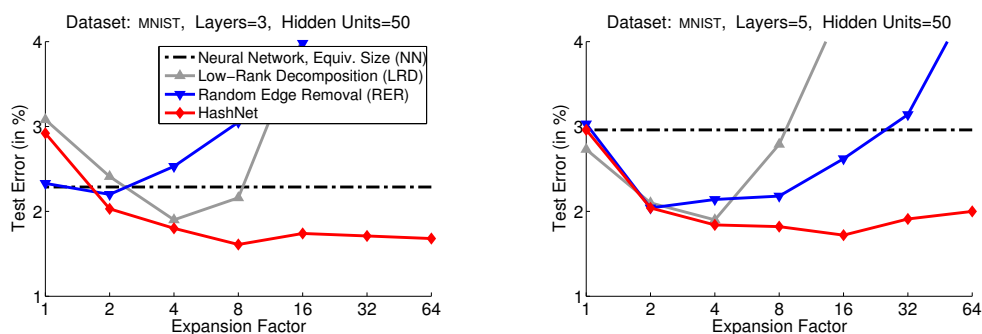 Dataset: MNIST, Layers=3, Hidden Units=50
4
3
2
1
Test Error (in %)
Neural Network, Equiv. Size (NN)
Low−Rank Decomposition (LRD)
Random Edge Removal (RER)
HashNet
1 2 4 8 16 32 64
Expansion Factor
Dataset: MNIST, Layers=5, Hidden Units=50
4
3
2
1
Test Error (in %)
1 2 4 8 16 32 64
Expansion Factor